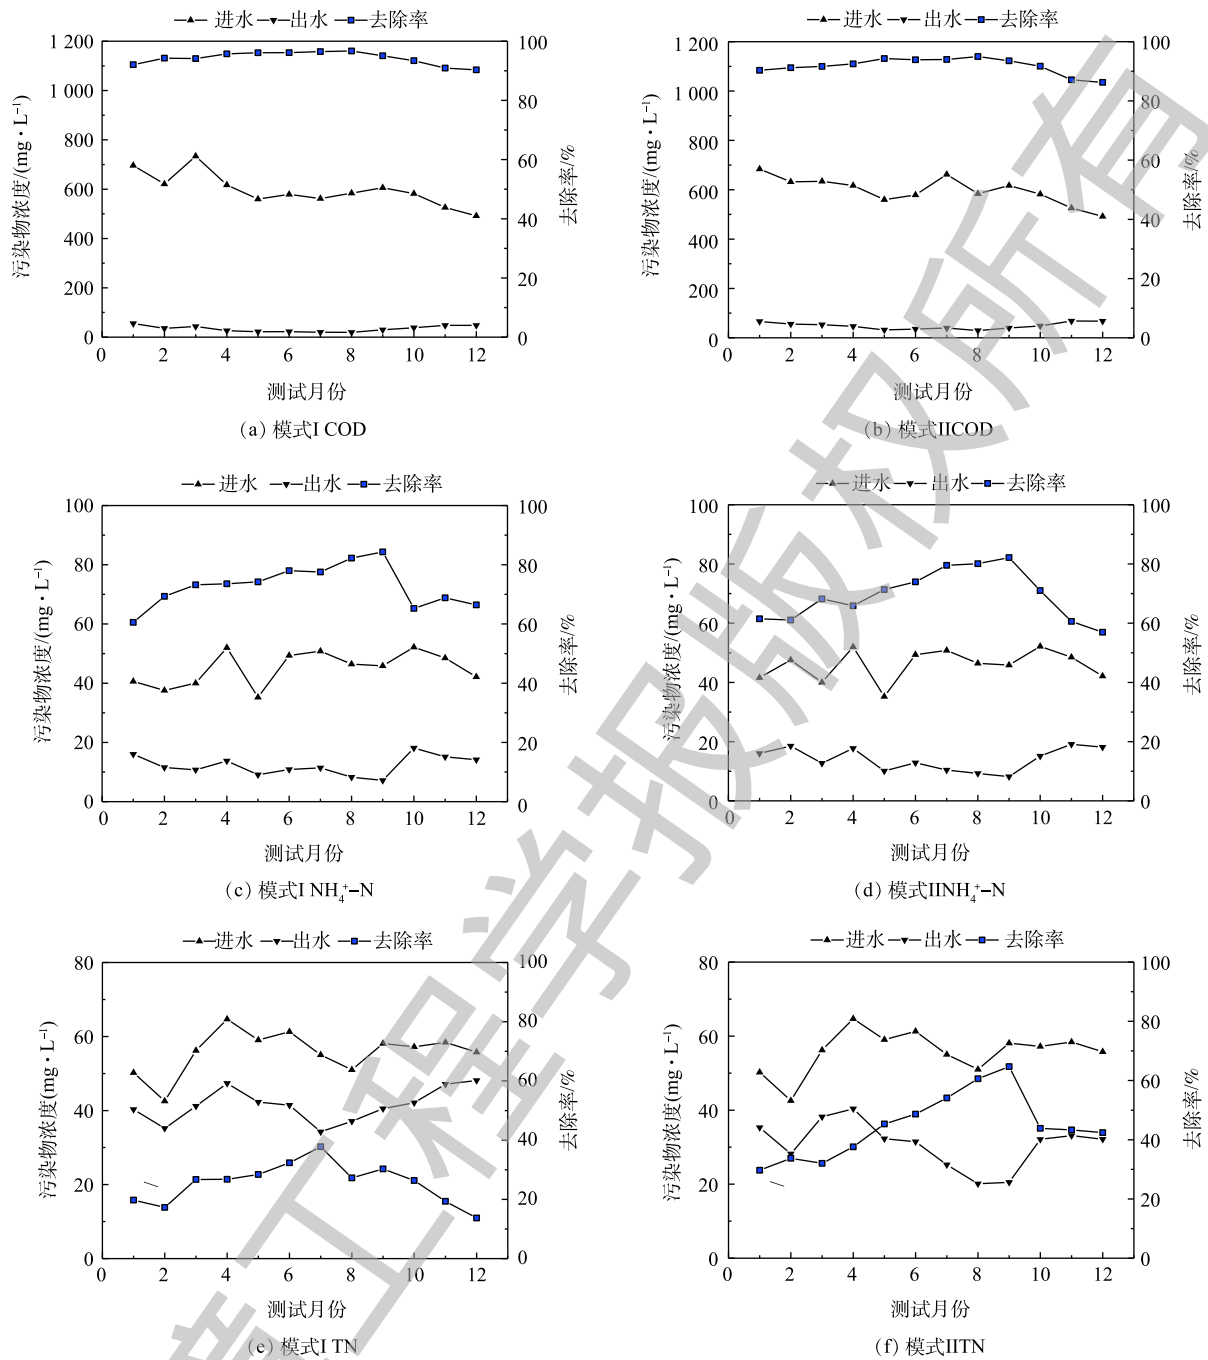 进水 出水 去除率
进水 出水 去除率
1 200
1 000
800
600
400
200
0
100
80
60
40
20
0
污染物浓度/(mg·L⁻¹)
去除率/%
0 2 4 6 8 10 12
测试月份
(a) 模式I COD
1 200
1 000
800
600
400
200
0
100
80
60
40
20
0
污染物浓度/(mg·L⁻¹)
去除率/%
0 2 4 6 8 10 12
测试月份
(b) 模式IICOD
进水 出水 去除率
进水 出水 去除率
100
80
60
40
20
0
100
80
60
40
20
0
污染物浓度/(mg·L⁻¹)
去除率/%
0 2 4 6 8 10 12
测试月份
(c) 模式I NH₄⁺-N
100
80
60
40
20
0
100
80
60
40
20
0
污染物浓度/(mg·L⁻¹)
去除率/%
0 2 4 6 8 10 12
测试月份
(d) 模式IINH₄⁺-N
进水 出水 去除率
进水 出水 去除率
80
60
40
20
0
100
80
60
40
20
0
污染物浓度(mg·L⁻¹)
去除率/%
0 2 4 6 8 10 12
测试月份
(e) 模式I TN
80
60
40
20
0
100
80
60
40
20
0
污染物浓度(mg·L⁻¹)
去除率/%
0 2 4 6 8 10 12
测试月份
(f) 模式IITN
境工程学报版权所有